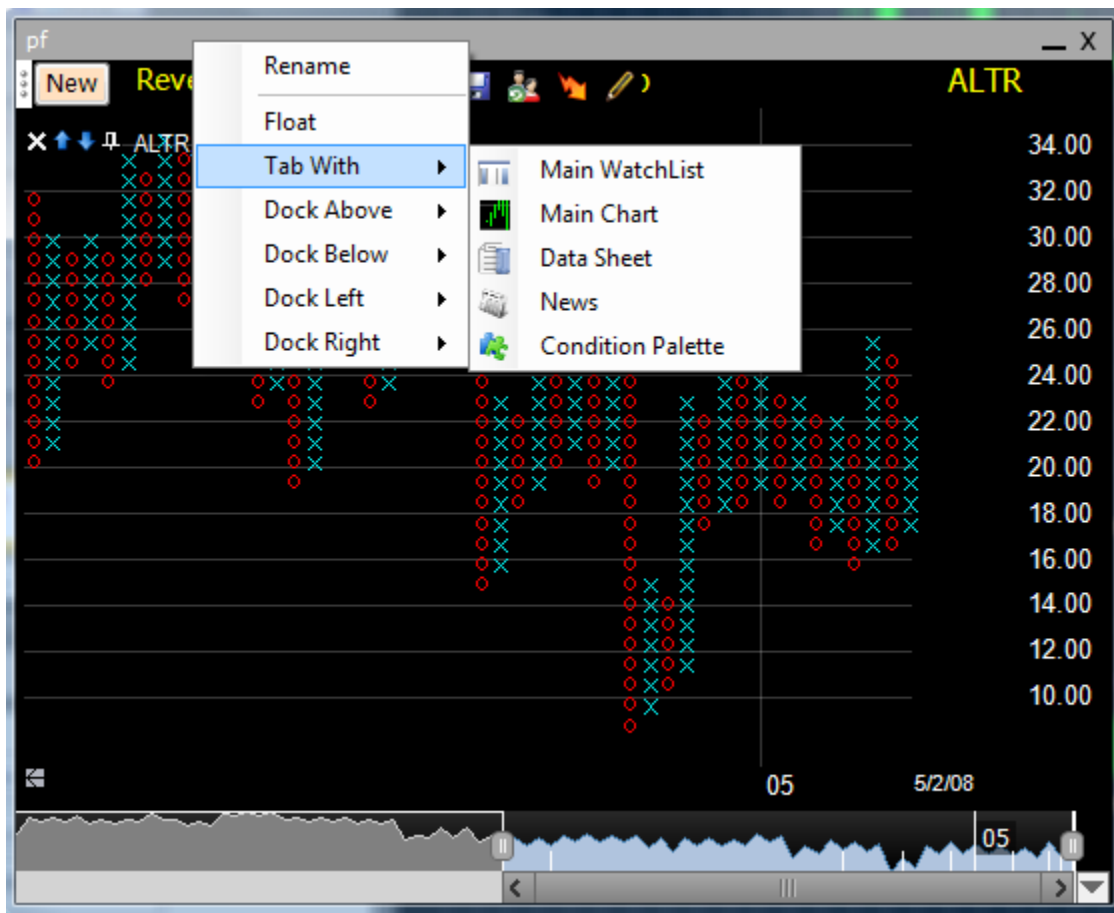 pf
X
New
Reve
ALTR
ALTR
Rename
Float
Tab With
Dock Above
Dock Below
Dock Left
Dock Right
Main WatchList
Main Chart
Data Sheet
News
Condition Palette
34.00
32.00
30.00
28.00
26.00
24.00
22.00
20.00
18.00
16.00
14.00
12.00
10.00
05 5/2/08
05